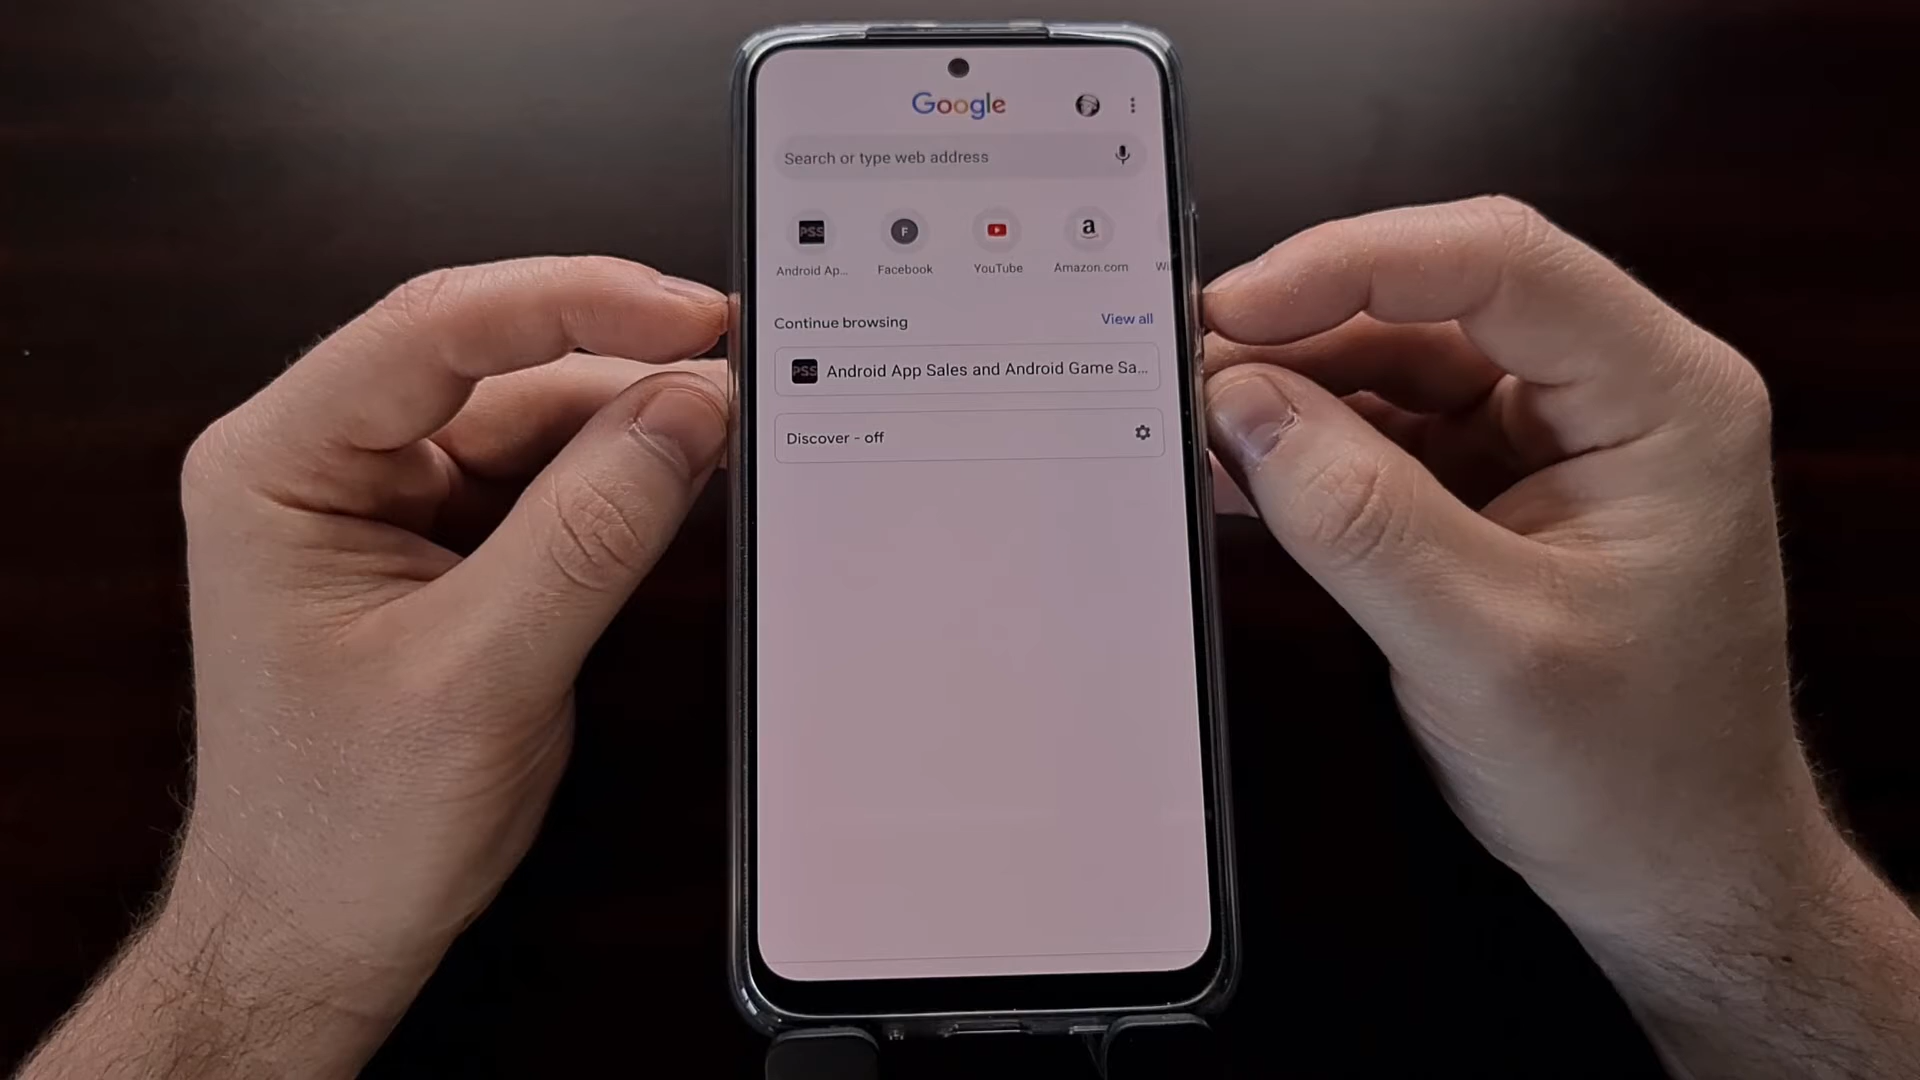 Google
Search or type web address
PSS
F
a
Android Ap...
Facebook
YouTube
Amazon.com
Wi
Continue browsing
View all
PSS
Android App Sales and Android Game Sa...
Discover - off